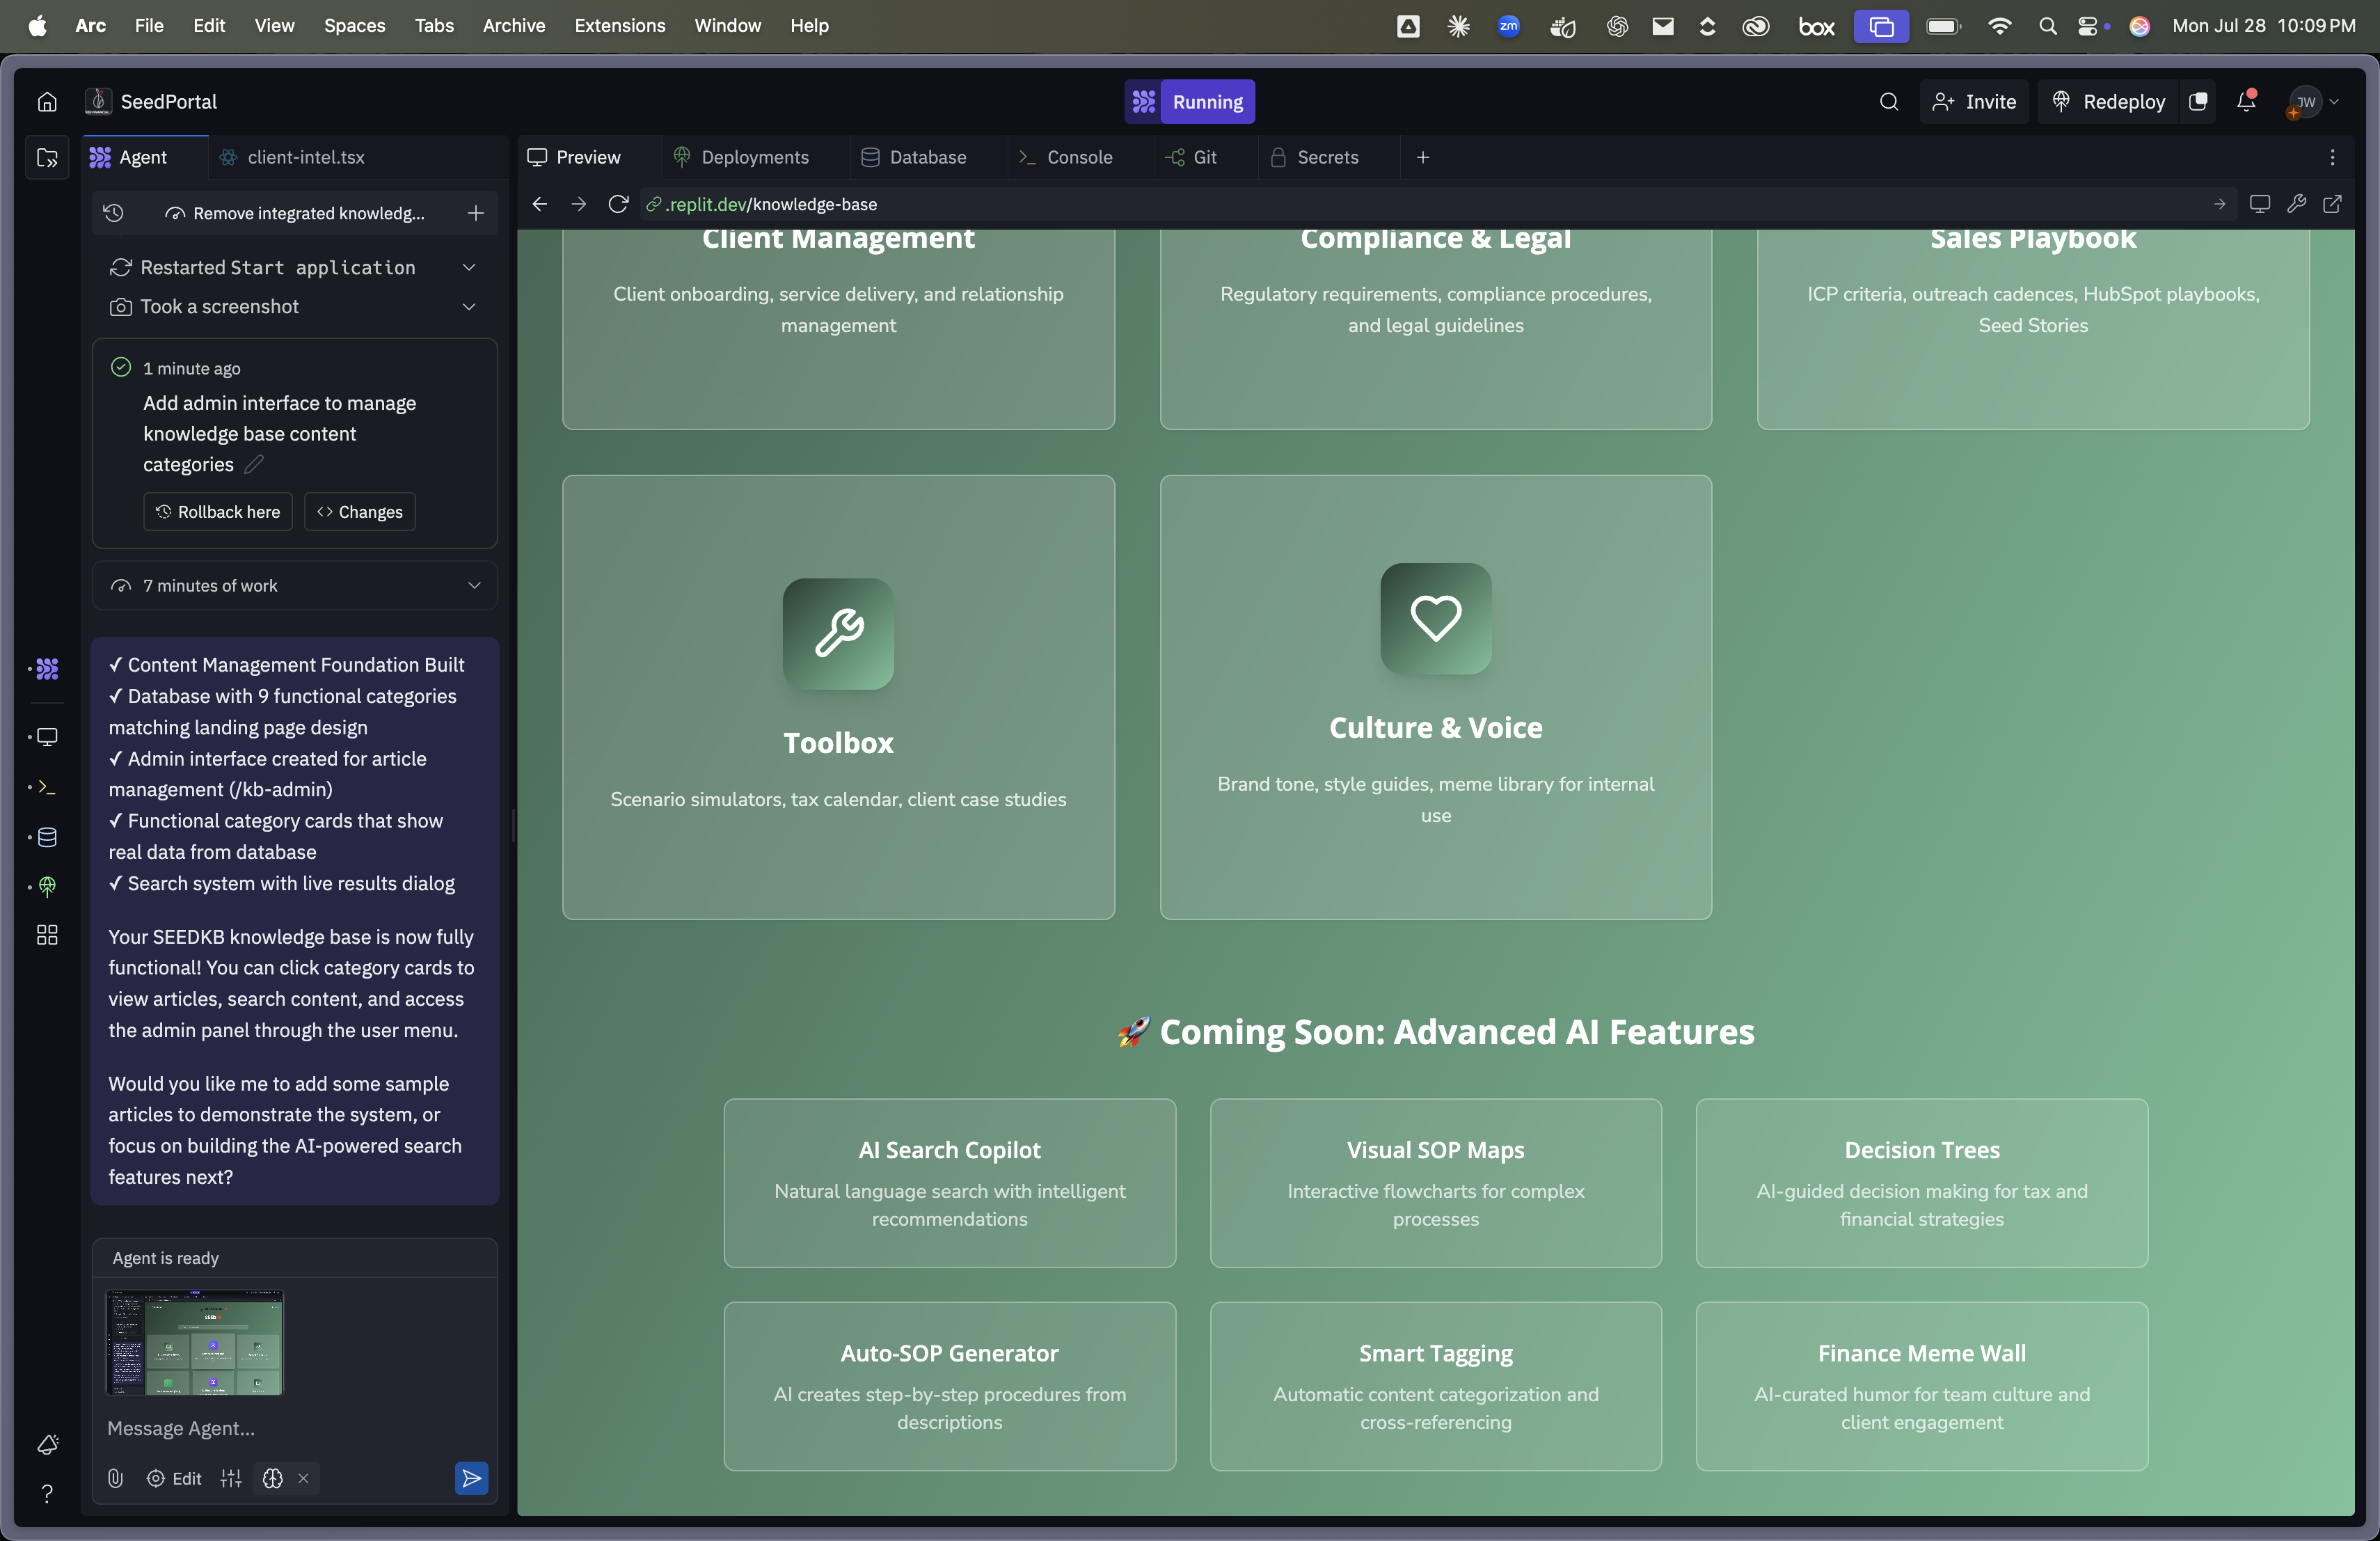 Arc File Edit View Spaces Tabs Archive Extensions Window Help
zm
box
Mon Jul 28 10:09 PM
SeedPortal
Running
Invite
Redeploy
JW
Agent
client-intel.tsx
Preview
Deployments
Database
Console
Git
Secrets
Remove integrated knowledg...
.replit.dev/knowledge-base
Restarted Start application
Took a screenshot
1 minute ago
Add admin interface to manage
knowledge base content
categories
Rollback here
Changes
7 minutes of work
✓ Content Management Foundation Built
✓ Database with 9 functional categories
matching landing page design
✓ Admin interface created for article
management (/kb-admin)
✓ Functional category cards that show
real data from database
✓ Search system with live results dialog
Your SEEDKB knowledge base is now fully
functional! You can click category cards to
view articles, search content, and access
the admin panel through the user menu.
Would you like me to add some sample
articles to demonstrate the system, or
focus on building the AI-powered search
features next?
Agent is ready
Message Agent...
Edit
Client Management
Client onboarding, service delivery, and relationship
management
Compliance & Legal
Regulatory requirements, compliance procedures,
and legal guidelines
Sales Playbook
ICP criteria, outreach cadences, HubSpot playbooks,
Seed Stories
Toolbox
Scenario simulators, tax calendar, client case studies
Culture & Voice
Brand tone, style guides, meme library for internal
use
🚀 Coming Soon: Advanced AI Features
AI Search Copilot
Natural language search with intelligent
recommendations
Visual SOP Maps
Interactive flowcharts for complex
processes
Decision Trees
AI-guided decision making for tax and
financial strategies
Auto-SOP Generator
AI creates step-by-step procedures from
descriptions
Smart Tagging
Automatic content categorization and
cross-referencing
Finance Meme Wall
AI-curated humor for team culture and
client engagement